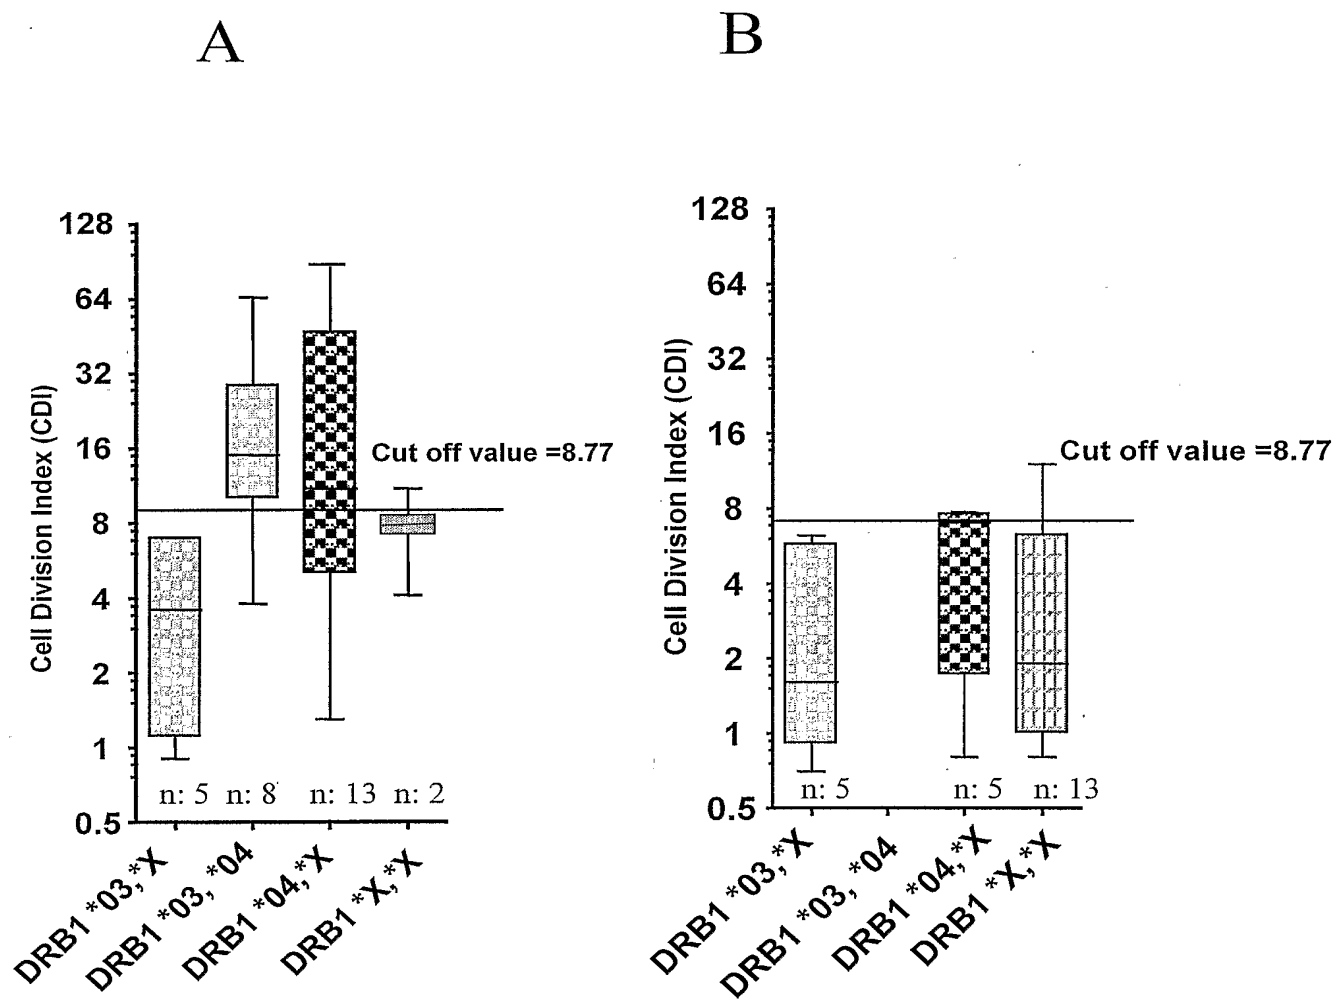 A
B
128
64
32
16
8
4
2
1
0.5
Cell Division Index (CDI)
Cut off value =8.77
n: 5 n: 8 n: 13 n: 2
DRB1 *03,*X
DRB1 *03, *04
DRB1 *04,*X
DRB1 *X,*X
128
64
32
16
8
4
2
1
0.5
Cell Division Index (CDI)
Cut off value =8.77
n: 5 n: 5 n: 13
DRB1 *03,*X
DRB1 *03, *04
DRB1 *04,*X
DRB1 *X,*X